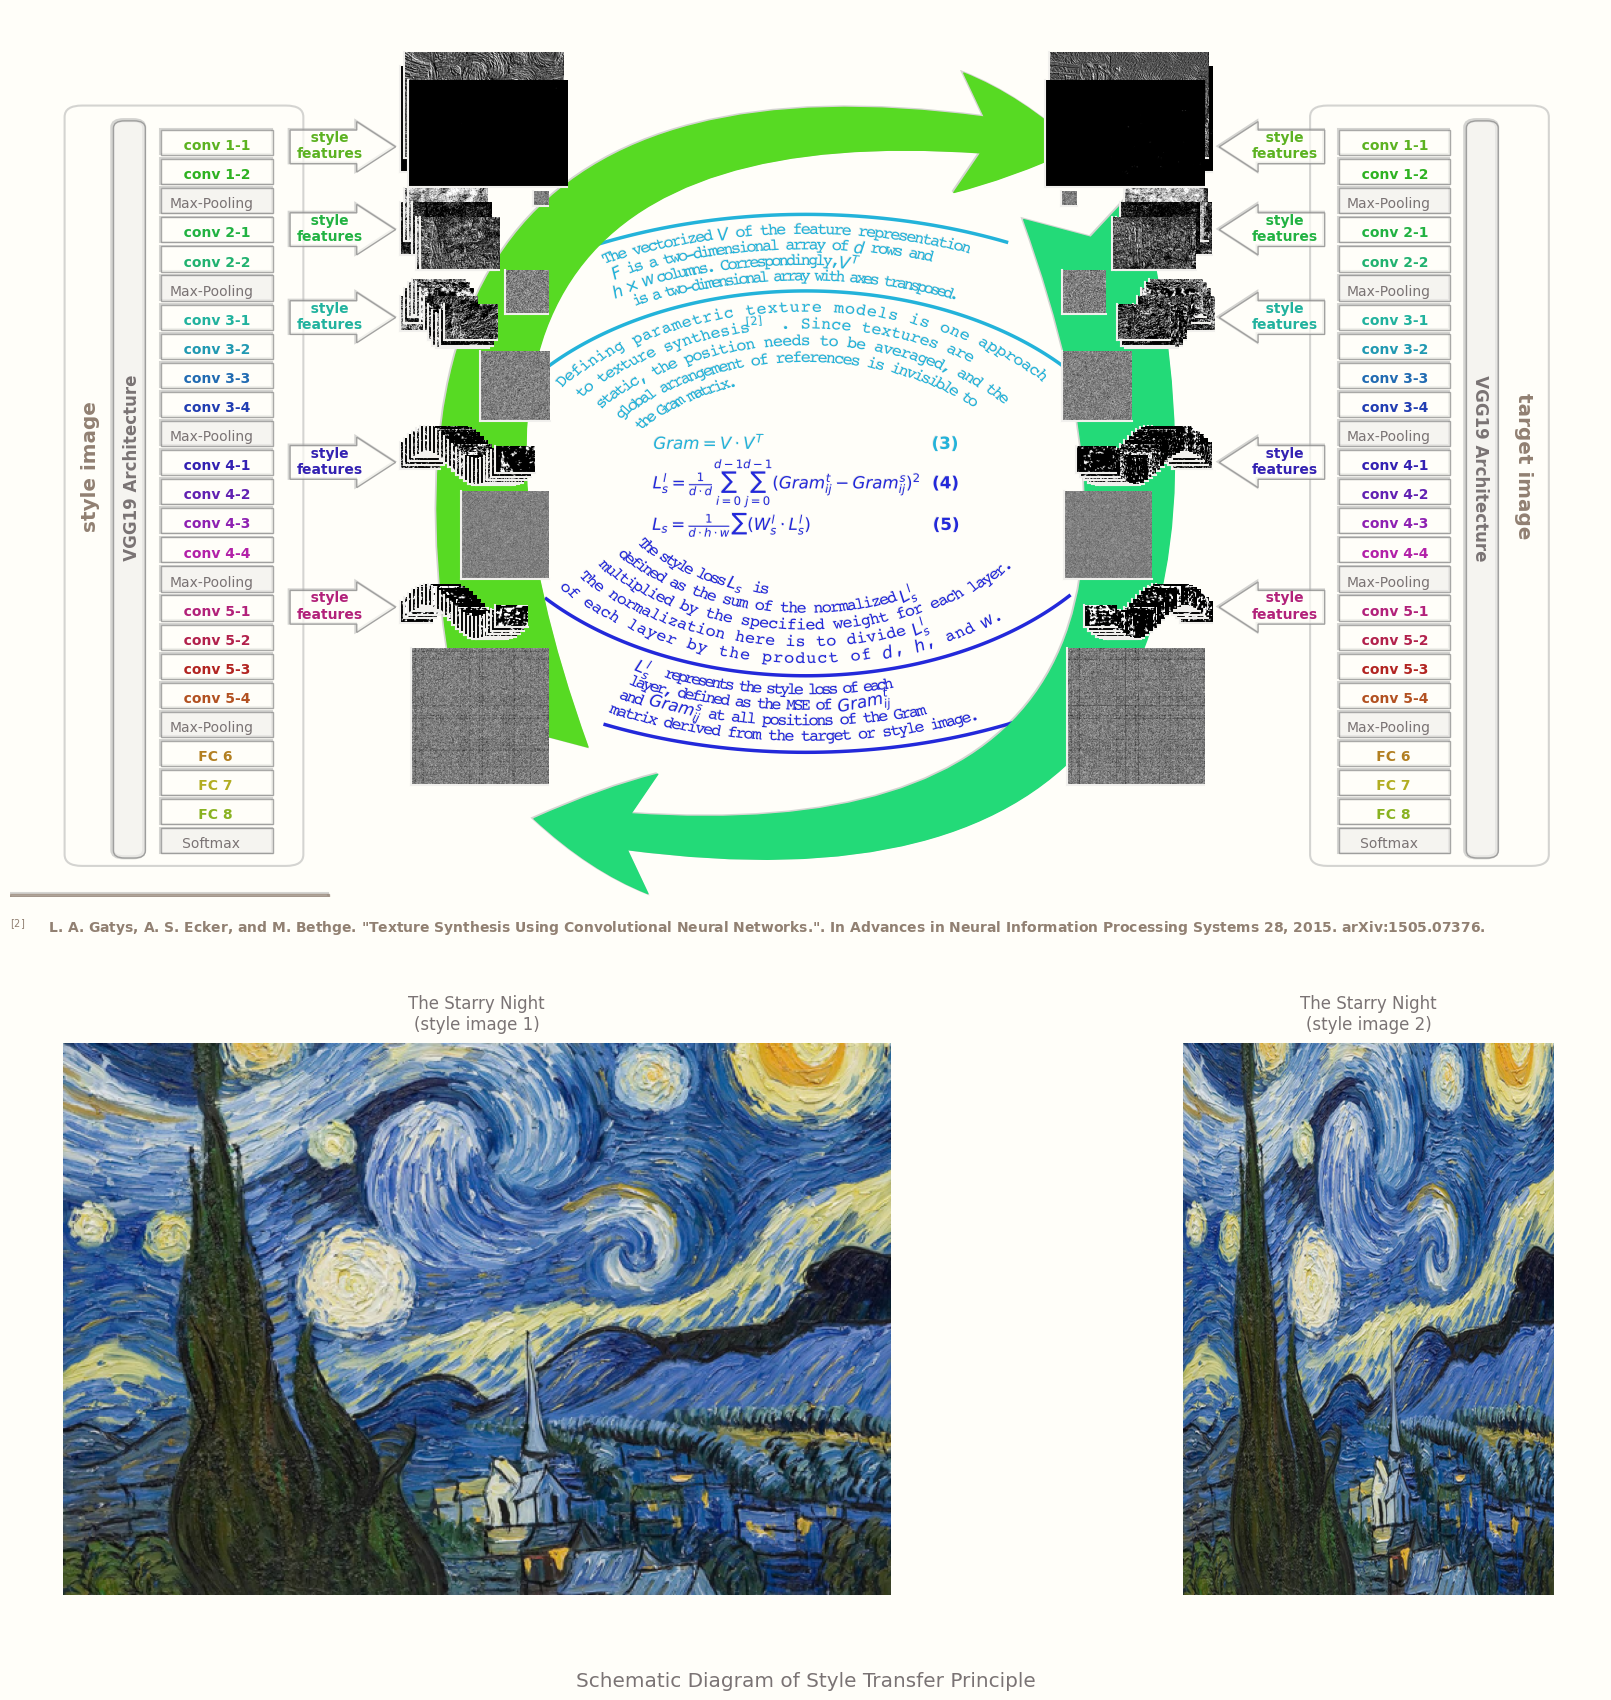 style image
VGG19 Architecture
conv 1-1
conv 1-2
Max-Pooling
conv 2-1
conv 2-2
Max-Pooling
conv 3-1
conv 3-2
conv 3-3
conv 3-4
Max-Pooling
conv 4-1
conv 4-2
conv 4-3
conv 4-4
Max-Pooling
conv 5-1
conv 5-2
conv 5-3
conv 5-4
Max-Pooling
FC 6
FC 7
FC 8
Softmax
style
features
style
features
style
features
style
features
style
features
The vectorized V of the feature representation
F is a two-dimensional array of d rows and
h × w columns. Correspondingly, V^T
is a two-dimensional array with axes transposed.
Defining parametric texture models is one approach
to texture synthesis[2] . Since textures are
static, the position needs to be averaged, and the
global arrangement of references is invisible to
the Gram matrix.
Gram = V · V^T (3)
L_s^l = \frac{1}{d·d} \sum_{i=0}^{d-1} \sum_{j=0}^{d-1} (Gram_{ij}^t − Gram_{ij}^s)^2 (4)
L_s = \frac{1}{d·h·w} \sum (W_s^l · L_s^l) (5)
The style loss L_s is
defined as the sum of the normalized L_s^l
multiplied by the specified weight for each layer.
The normalization here is to divide L_s^l
of each layer by the product of d, h, and w.
L_s^l represents the style loss of each
layer, defined as the MSE of Gram_{ij}^t
and Gram_{ij}^s at all positions of the Gram
matrix derived from the target or style image.
style
features
style
features
style
features
style
features
style
features
conv 1-1
conv 1-2
Max-Pooling
conv 2-1
conv 2-2
Max-Pooling
conv 3-1
conv 3-2
conv 3-3
conv 3-4
Max-Pooling
conv 4-1
conv 4-2
conv 4-3
conv 4-4
Max-Pooling
conv 5-1
conv 5-2
conv 5-3
conv 5-4
Max-Pooling
FC 6
FC 7
FC 8
Softmax
VGG19 Architecture
target image
[2] L. A. Gatys, A. S. Ecker, and M. Bethge. "Texture Synthesis Using Convolutional Neural Networks.". In Advances in Neural Information Processing Systems 28, 2015. arXiv:1505.07376.
The Starry Night
(style image 1)
The Starry Night
(style image 2)
Schematic Diagram of Style Transfer Principle